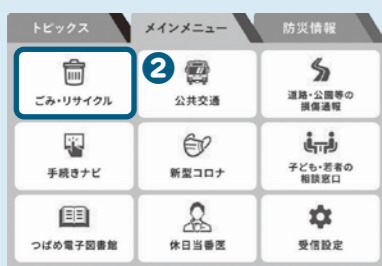 トピックス
メインメニュー
防災情報
2
ごみ・リサイクル
公共交通
道路・公園等の
損傷通報
手続きナビ
新型コロナ
子ども・若者の
相談窓口
つばめ電子図書館
休日当番医
受信設定